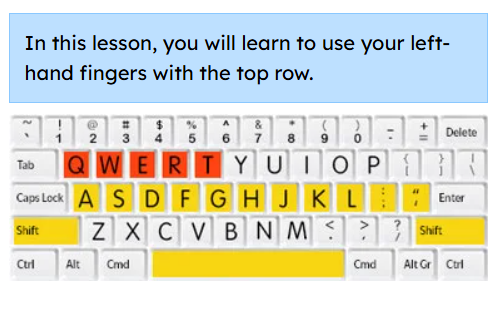 In this lesson, you will learn to use your left-
hand fingers with the top row.
~ ! @ # $ % ^ & * ( ) - + Delete
` 1 2 3 4 5 6 7 8 9 0 =
Tab Q W E R T Y U I O P { } |
[ ] \
Caps Lock A S D F G H J K L : " Enter
; '
Shift Z X C V B N M < > ? Shift
, . /
Ctrl Alt Cmd Cmd Alt Gr Ctrl